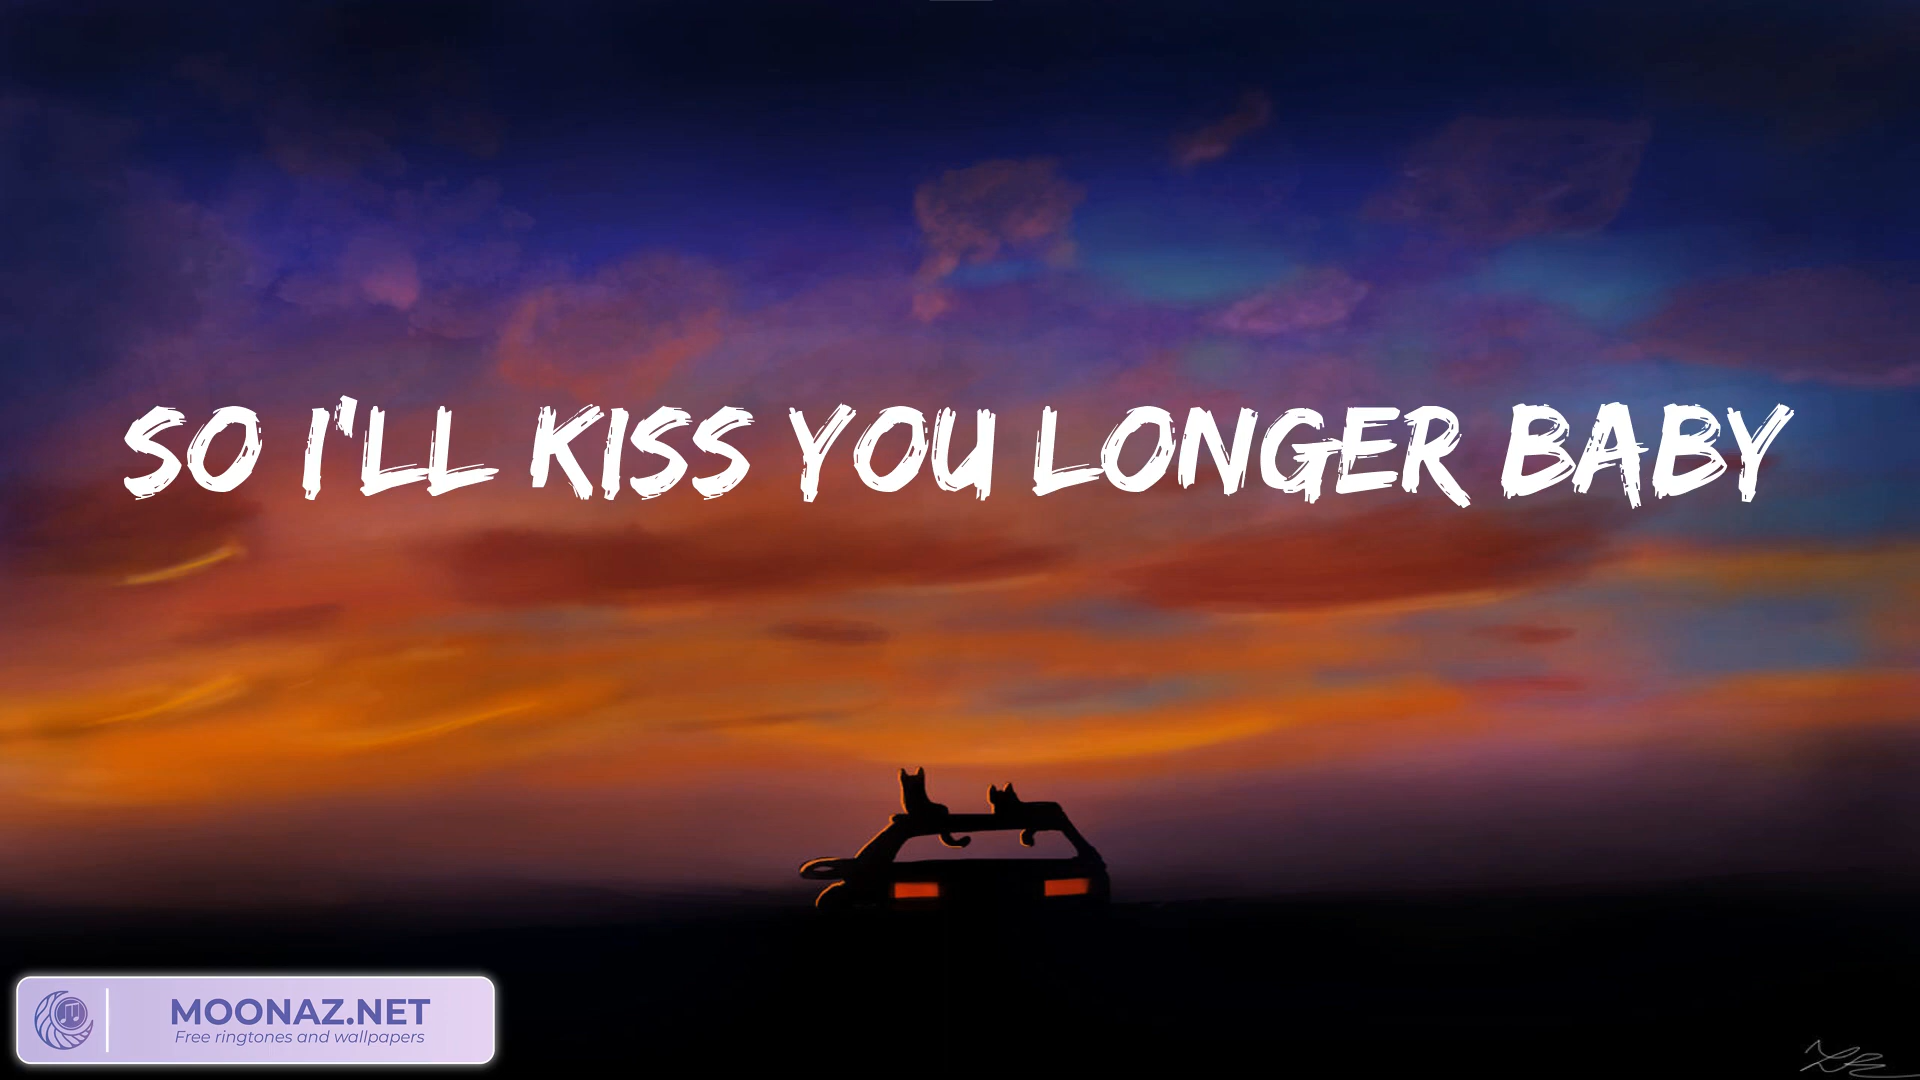 SO I'LL KISS YOU LONGER BABY
MOONAZ.NET
Free ringtones and wallpapers